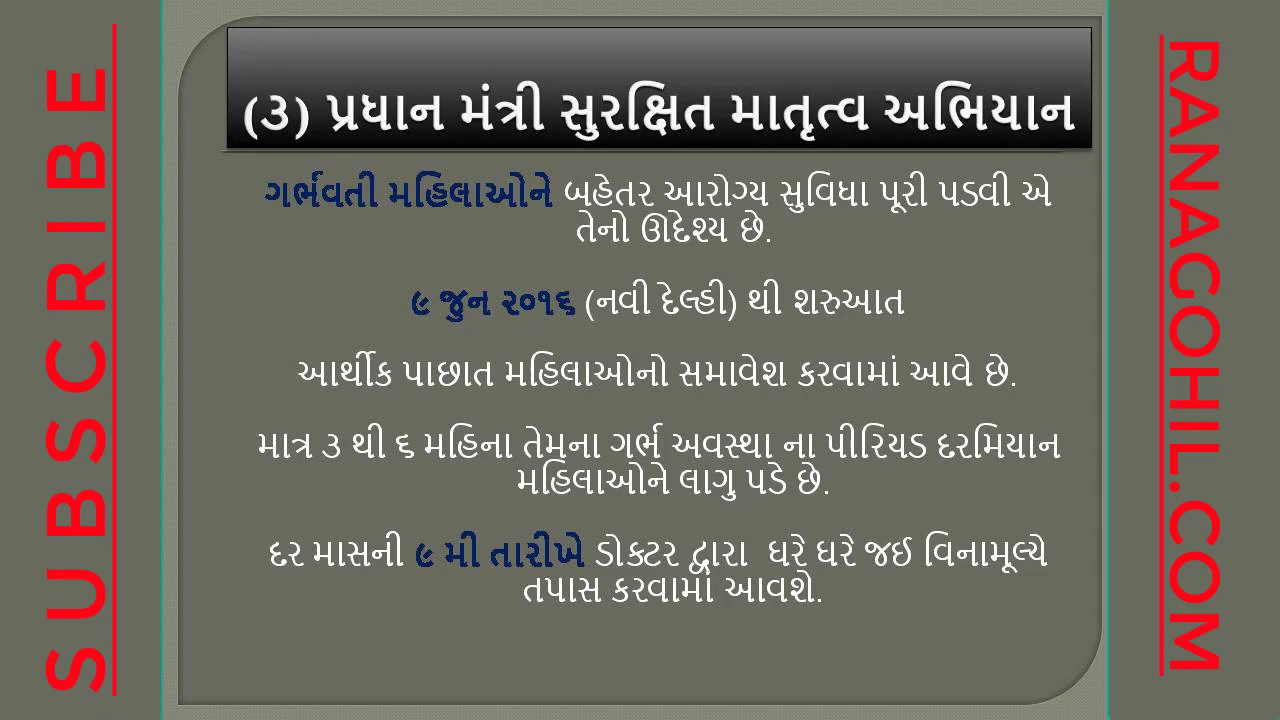 SUBSCRIBE
(૩) પ્રધાન મંત્રી સુરક્ષિત માતૃત્વ અભિયાન
ગર્ભવતી મહિલાઓને બહેતર આરોગ્ય સુવિધા પૂરી પડવી એ
તેનો ઊદેશ્ય છે.
૯ જુન ૨૦૧૬ (નવી દેલ્હી) થી શરુઆત
આર્થીક પાછાત મહિલાઓનો સમાવેશ કરવામાં આવે છે.
માત્ર ૩ થી ૬ મહિના તેમના ગર્ભ અવસ્થા ના પીરિયડ દરમિયાન
મહિલાઓને લાગુ પડે છે.
દર માસની ૯ મી તારીખે ડોક્ટર દ્વારા ઘરે ઘરે જઈ વિનામૂલ્યે
તપાસ કરવામાં આવશે.
RANAGOHIL.COM